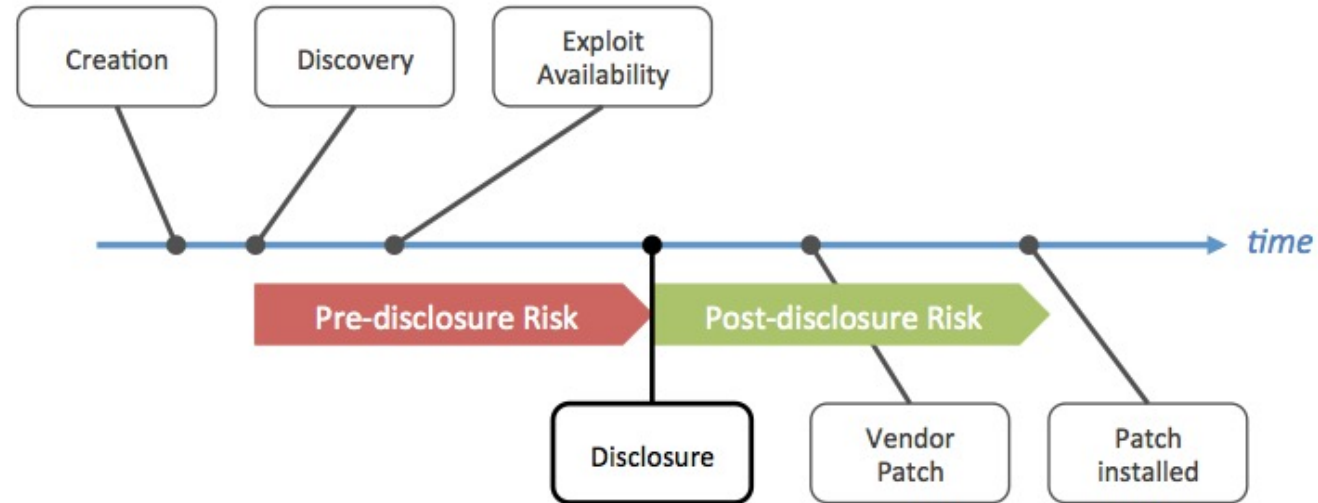 Creation
Discovery
Exploit
Availability
time
Pre-disclosure Risk
Post-disclosure Risk
Disclosure
Vendor
Patch
Patch
installed